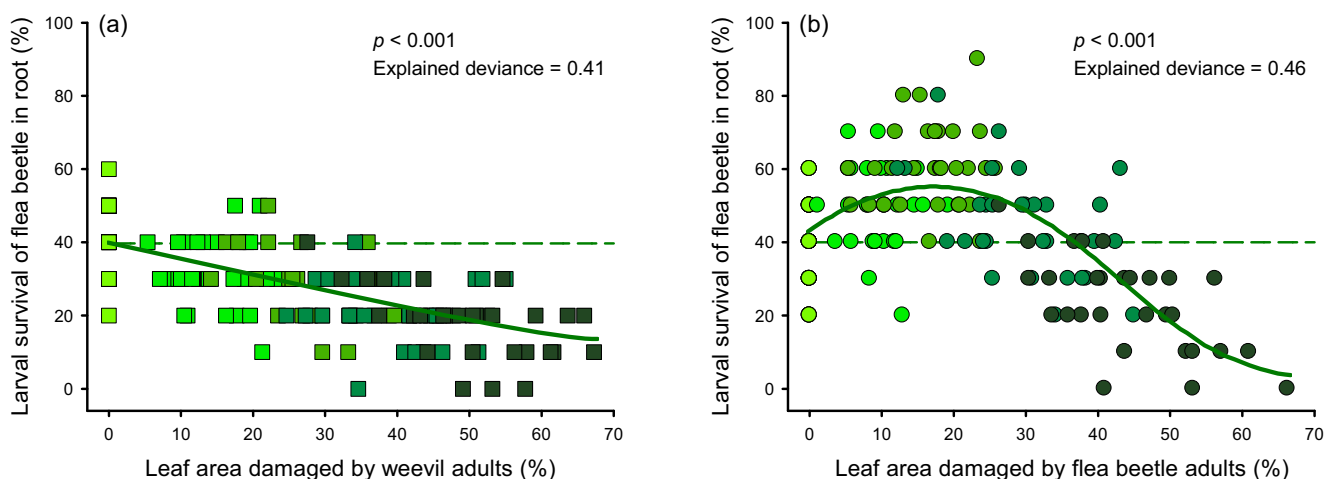 (a)
p < 0.001
Explained deviance = 0.41
Larval survival of flea beetle in root (%)
100
80
60
40
20
0
0 10 20 30 40 50 60 70
Leaf area damaged by weevil adults (%)
(b)
p < 0.001
Explained deviance = 0.46
Larval survival of flea beetle in root (%)
100
80
60
40
20
0
0 10 20 30 40 50 60 70
Leaf area damaged by flea beetle adults (%)